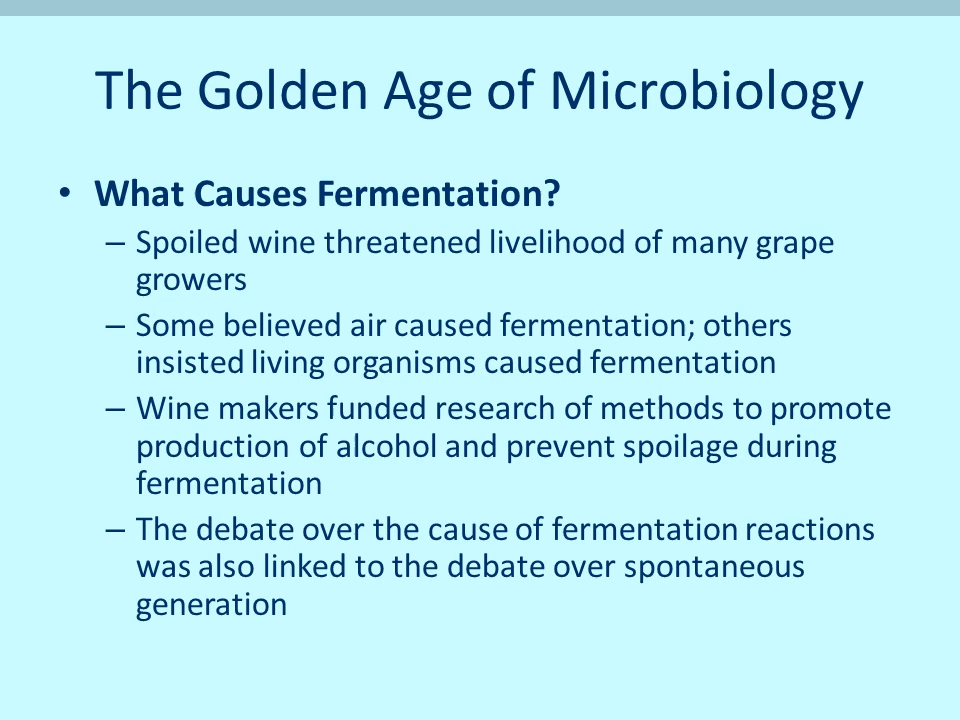 The Golden Age of Microbiology
• What Causes Fermentation?
– Spoiled wine threatened livelihood of many grape
growers
– Some believed air caused fermentation; others
insisted living organisms caused fermentation
– Wine makers funded research of methods to promote
production of alcohol and prevent spoilage during
fermentation
– The debate over the cause of fermentation reactions
was also linked to the debate over spontaneous
generation